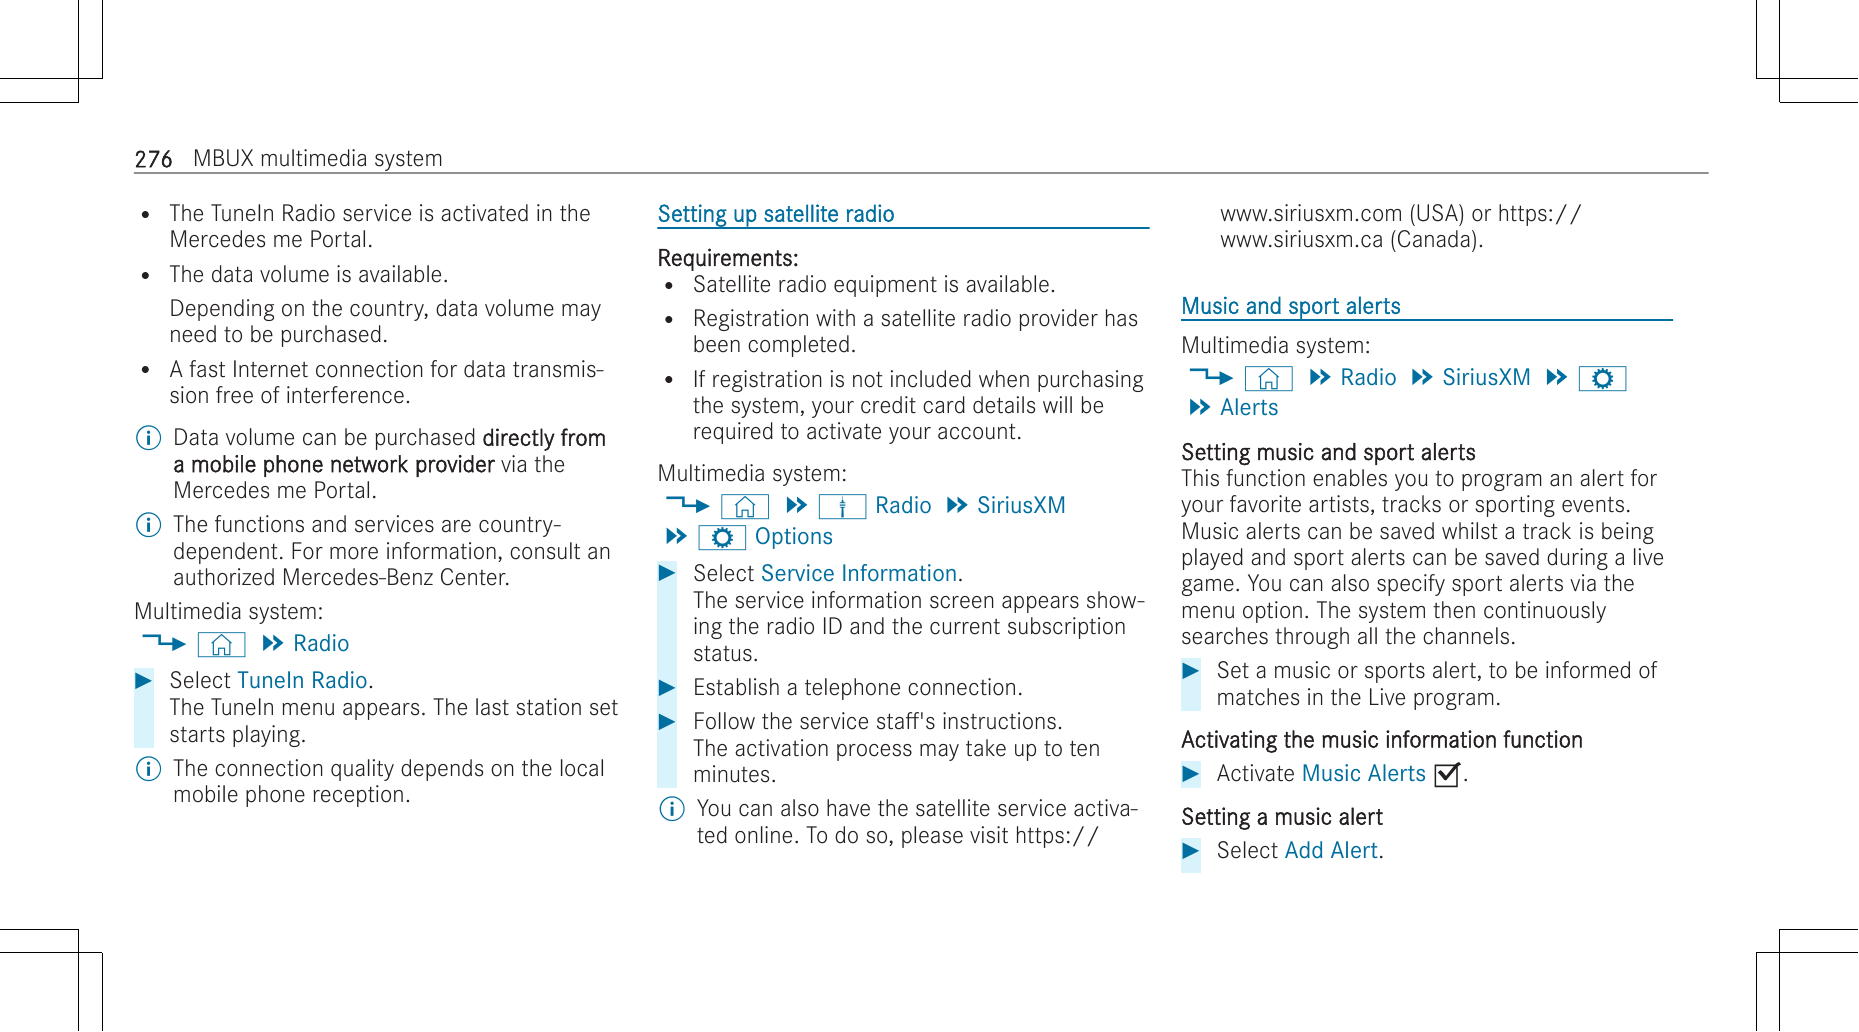 276 MBUX multimedia system
• The TuneIn Radio service is activated in the
Mercedes me Portal.
• The data volume is available.
Depending on the country, data volume may
need to be purchased.
• A fast Internet connection for data transmis-
sion free of interference.
Data volume can be purchased directly from
a mobile phone network provider via the
Mercedes me Portal.
The functions and services are country-
dependent. For more information, consult an
authorized Mercedes-Benz Center.
Multimedia system:
Radio
Select TuneIn Radio.
The TuneIn menu appears. The last station set
starts playing.
The connection quality depends on the local
mobile phone reception.
Setting up satellite radio
Requirements:
• Satellite radio equipment is available.
• Registration with a satellite radio provider has
been completed.
• If registration is not included when purchasing
the system, your credit card details will be
required to activate your account.
Multimedia system:
Radio SiriusXM
Options
Select Service Information.
The service information screen appears show-
ing the radio ID and the current subscription
status.
Establish a telephone connection.
Follow the service staff's instructions.
The activation process may take up to ten
minutes.
You can also have the satellite service activa-
ted online. To do so, please visit https://
www.siriusxm.com (USA) or https://
www.siriusxm.ca (Canada).
Music and sport alerts
Multimedia system:
Radio SiriusXM
Alerts
Setting music and sport alerts
This function enables you to program an alert for
your favorite artists, tracks or sporting events.
Music alerts can be saved whilst a track is being
played and sport alerts can be saved during a live
game. You can also specify sport alerts via the
menu option. The system then continuously
searches through all the channels.
Set a music or sports alert, to be informed of
matches in the Live program.
Activating the music information function
Activate Music Alerts.
Setting a music alert
Select Add Alert.